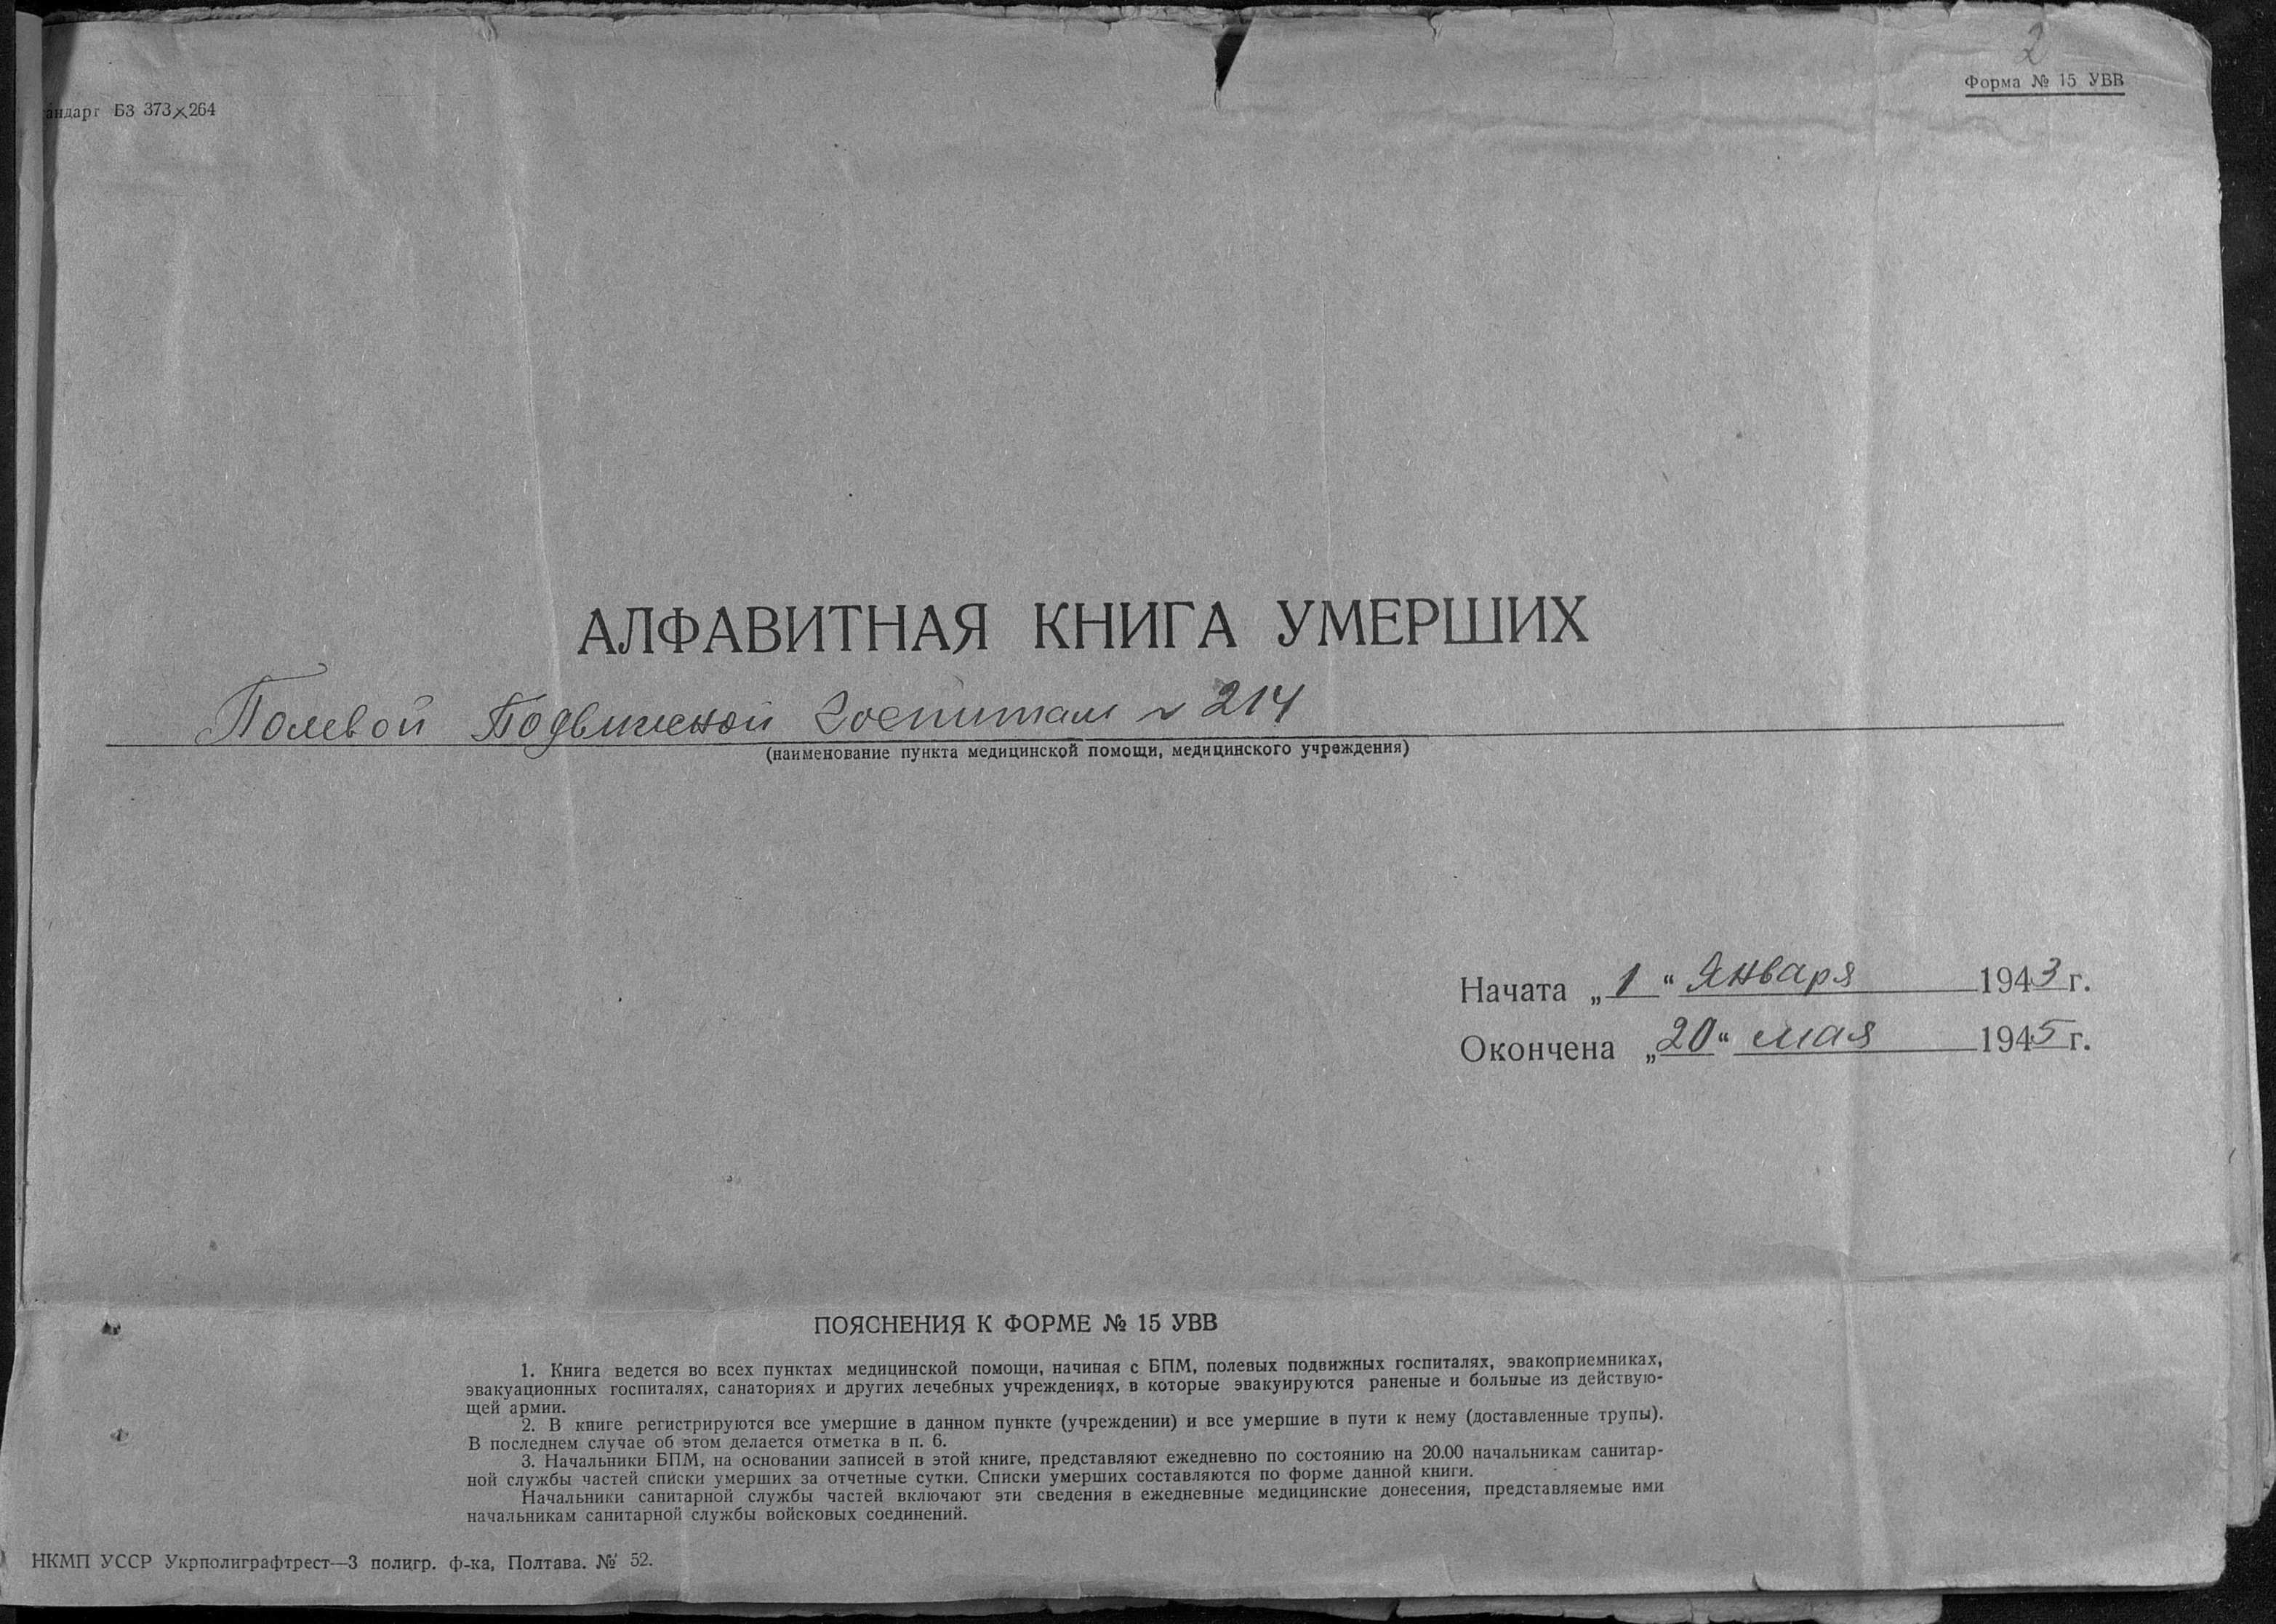 2
Форма № 15 УВВ
андарт БЗ 373×264
АЛФАВИТНАЯ КНИГА УМЕРШИХ
Полевой Подвижной Госпиталь № 214
(наименование пункта медицинской помощи, медицинского учреждения)
Начата „1“ Января 1943 г.
Окончена „20“ мая 1945 г.
ПОЯСНЕНИЯ К ФОРМЕ № 15 УВВ
1. Книга ведется во всех пунктах медицинской помощи, начиная с БПМ, полевых подвижных госпиталях, эвакоприемниках,
эвакуационных госпиталях, санаториях и других лечебных учреждениях, в которые эвакуируются раненые и больные из действую-
щей армии.
2. В книге регистрируются все умершие в данном пункте (учреждении) и все умершие в пути к нему (доставленные трупы).
В последнем случае об этом делается отметка в п. 6.
3. Начальники БПМ, на основании записей в этой книге, представляют ежедневно по состоянию на 20.00 начальникам санитар-
ной службы частей списки умерших за отчетные сутки. Списки умерших составляются по форме данной книги.
Начальники санитарной службы частей включают эти сведения в ежедневные медицинские донесения, представляемые ими
начальникам санитарной службы войсковых соединений.
НКМП УССР Укрполиграфтрест—3 полигр. ф-ка, Полтава. № 52.